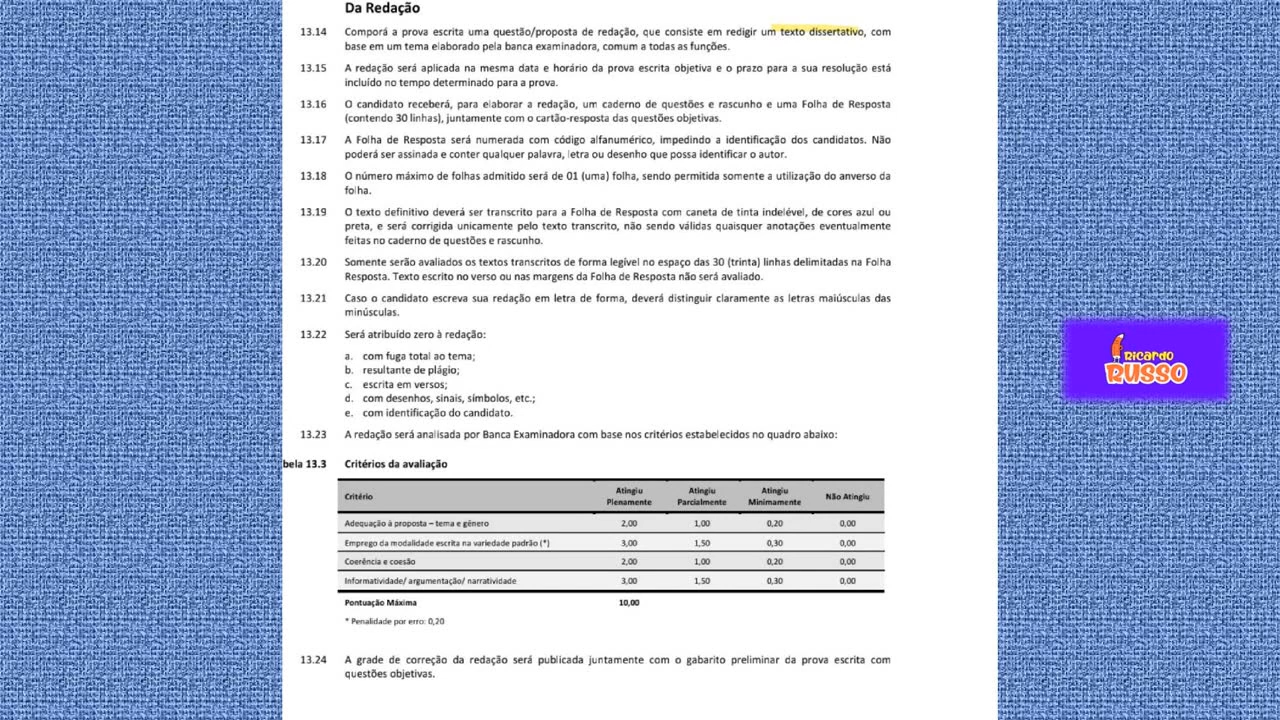 Da Redação
13.14 Comporá a prova escrita uma questão/proposta de redação, que consiste em redigir um texto dissertativo, com
base em um tema elaborado pela banca examinadora, comum a todas as funções.
13.15 A redação será aplicada na mesma data e horário da prova escrita objetiva e o prazo para a sua resolução está
incluído no tempo determinado para a prova.
13.16 O candidato receberá, para elaborar a redação, um caderno de questões e rascunho e uma Folha de Resposta
(contendo 30 linhas), juntamente com o cartão-resposta das questões objetivas.
13.17 A Folha de Resposta será numerada com código alfanumérico, impedindo a identificação dos candidatos. Não
poderá ser assinada e conter qualquer palavra, letra ou desenho que possa identificar o autor.
13.18 O número máximo de folhas admitido será de 01 (uma) folha, sendo permitida somente a utilização do anverso da
folha.
13.19 O texto definitivo deverá ser transcrito para a Folha de Resposta com caneta de tinta indelével, de cores azul ou
preta, e será corrigida unicamente pelo texto transcrito, não sendo válidas quaisquer anotações eventualmente
feitas no caderno de questões e rascunho.
13.20 Somente serão avaliados os textos transcritos de forma legível no espaço das 30 (trinta) linhas delimitadas na Folha
Resposta. Texto escrito no verso ou nas margens da Folha de Resposta não será avaliado.
13.21 Caso o candidato escreva sua redação em letra de forma, deverá distinguir claramente as letras maiúsculas das
minúsculas.
13.22 Será atribuído zero à redação:
a. com fuga total ao tema;
b. resultante de plágio;
c. escrita em versos;
d. com desenhos, sinais, símbolos, etc.;
e. com identificação do candidato.
13.23 A redação será analisada por Banca Examinadora com base nos critérios estabelecidos no quadro abaixo:
bela 13.3 Critérios da avaliação
Critério Atingiu Plenamente Atingiu Parcialmente Atingiu Minimamente Não Atingiu
Adequação à proposta – tema e gênero 2,00 1,00 0,20 0,00
Emprego da modalidade escrita na variedade padrão (*) 3,00 1,50 0,30 0,00
Coerência e coesão 2,00 1,00 0,20 0,00
Informatividade/ argumentação/ narratividade 3,00 1,50 0,30 0,00
Pontuação Máxima 10,00
* Penalidade por erro: 0,20
13.24 A grade de correção da redação será publicada juntamente com o gabarito preliminar da prova escrita com
questões objetivas.
RICARDO
RUSSO